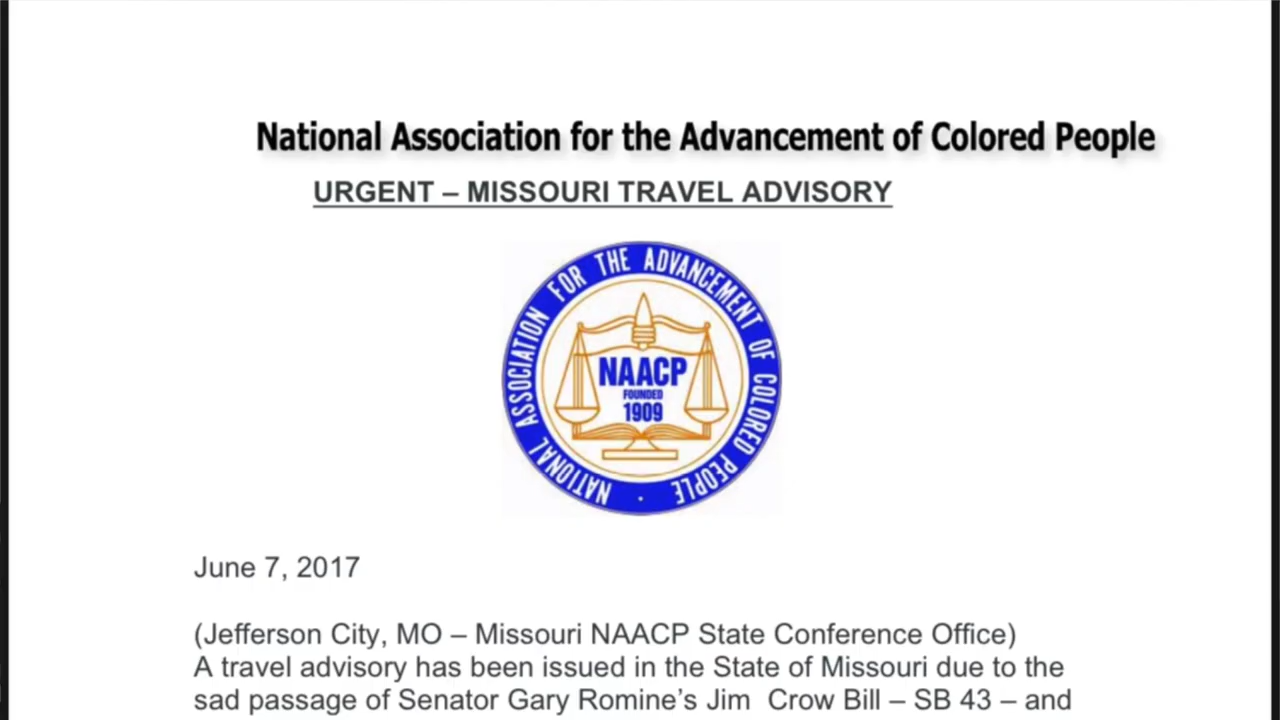 National Association for the Advancement of Colored People
URGENT – MISSOURI TRAVEL ADVISORY
NATIONAL ASSOCIATION FOR THE ADVANCEMENT OF COLORED PEOPLE
NAACP
FOUNDED
1909
June 7, 2017
(Jefferson City, MO – Missouri NAACP State Conference Office)
A travel advisory has been issued in the State of Missouri due to the
sad passage of Senator Gary Romine’s Jim  Crow Bill – SB 43 – and